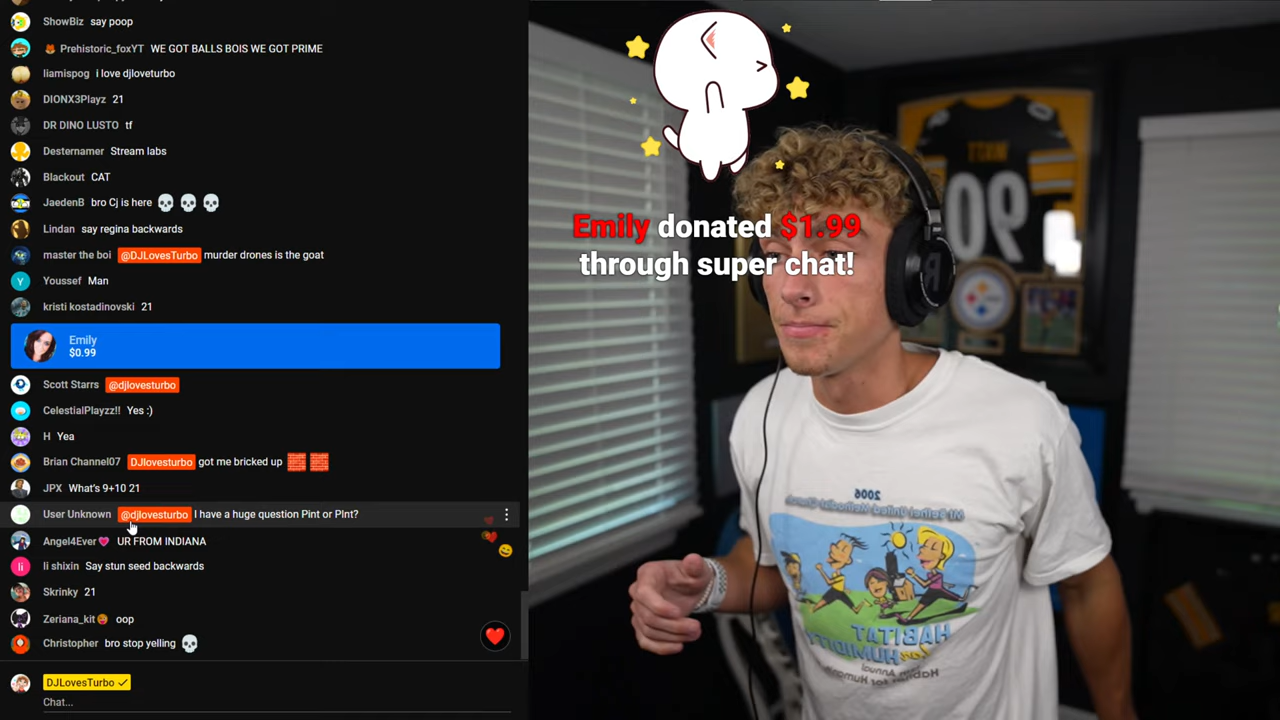 ShowBiz say poop
Prehistoric_foxYT WE GOT BALLS BOIS WE GOT PRIME
liamispog i love djloveturbo
DIONX3Playz 21
DR DINO LUSTO tf
Desternamer Stream labs
Blackout CAT
JaedenB bro Cj is here 💀 💀 💀
Lindan say regina backwards
master the boi @DJLovesTurbo murder drones is the goat
Y Youssef Man
kristi kostadinovski 21
Emily
$0.99
Scott Starrs @djlovesturbo
CelestialPlayzz!! Yes :)
H Yea
Brian Channel07 DJlovesturbo got me bricked up 🧱 🧱
JPX What's 9+10 21
User Unknown @djlovesturbo I have a huge question Pint or PInt?
Angel4Ever💗 UR FROM INDIANA
li li shixin Say stun seed backwards
Skrinky 21
Zeriana_kit oop
Christopher bro stop yelling 💀
DJLovesTurbo ✓
Chat...
Emily donated $1.99
through super chat!
MATT
90
2006
HABITAT
HUMIDITY